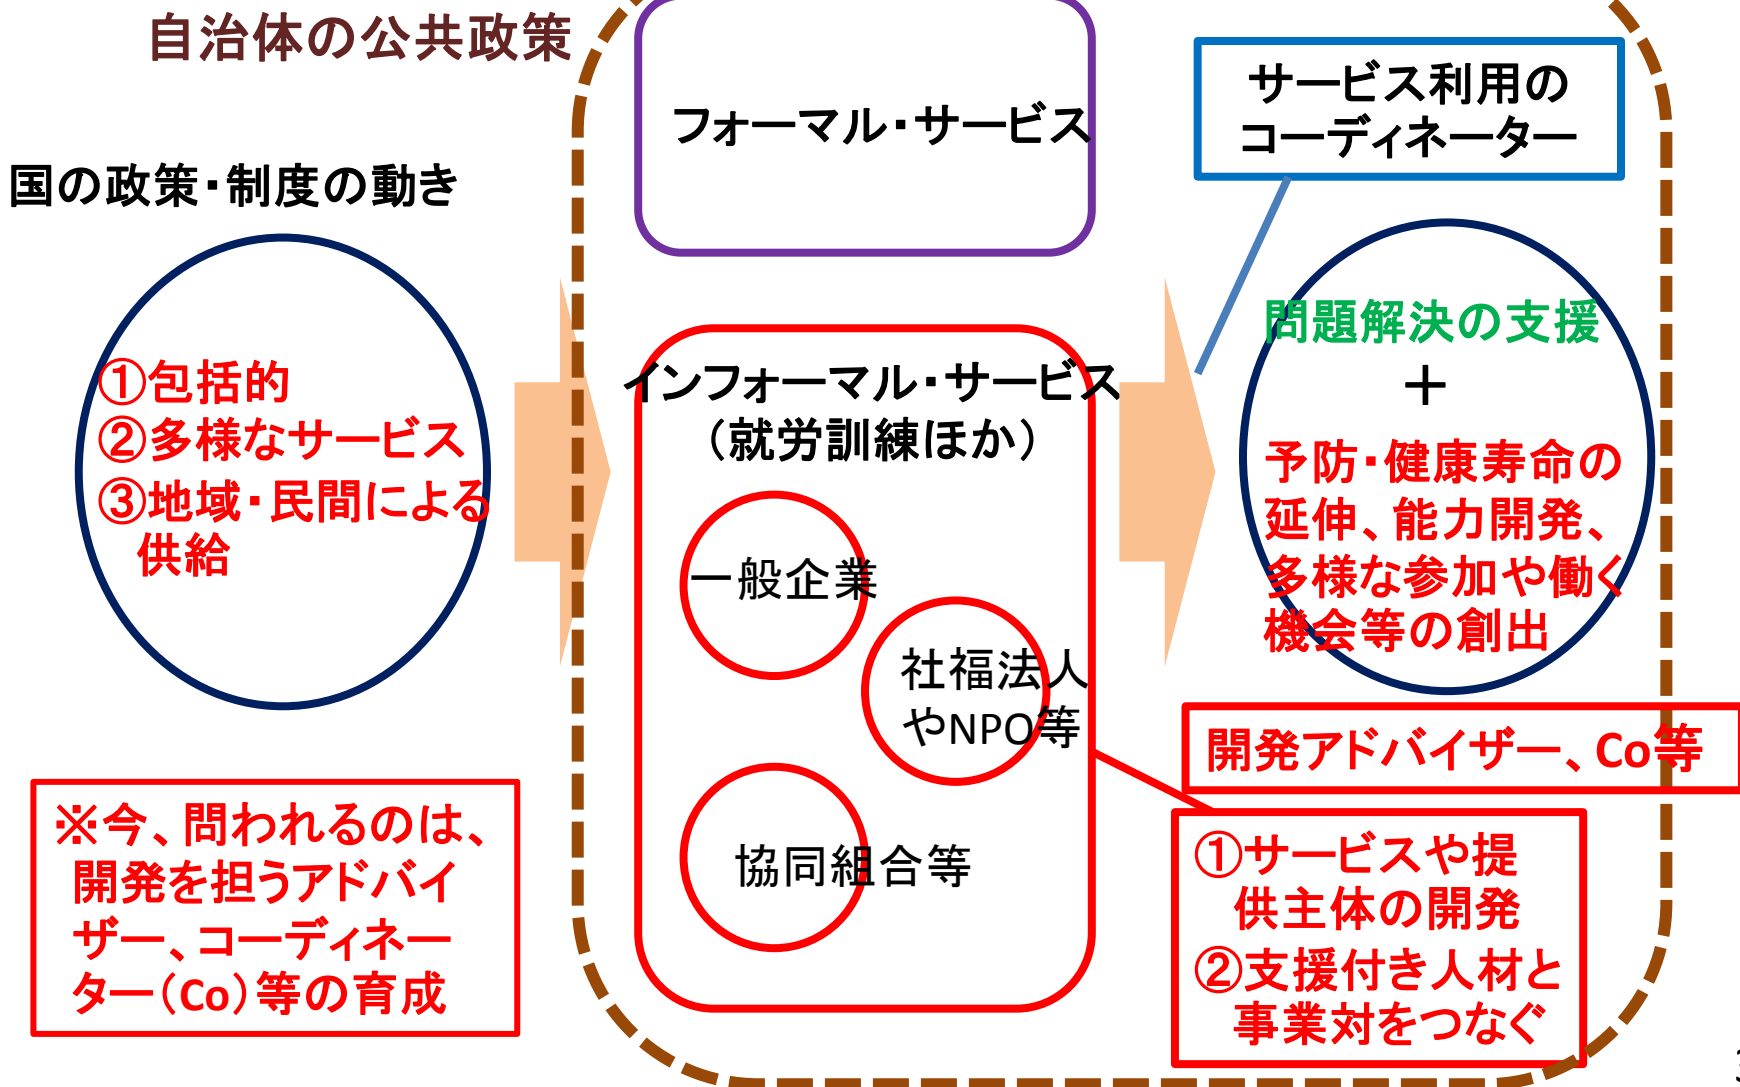 自治体の公共政策
国の政策・制度の動き
①包括的
②多様なサービス
③地域・民間による
供給
※今、問われるのは、
開発を担うアドバイ
ザー、コーディネー
ター(Co)等の育成
フォーマル・サービス
インフォーマル・サービス
(就労訓練ほか)
一般企業
社福法人
やNPO等
協同組合等
サービス利用の
コーディネーター
問題解決の支援
＋
予防・健康寿命の
延伸、能力開発、
多様な参加や働く
機会等の創出
開発アドバイザー、Co等
①サービスや提
供主体の開発
②支援付き人材と
事業対をつなぐ